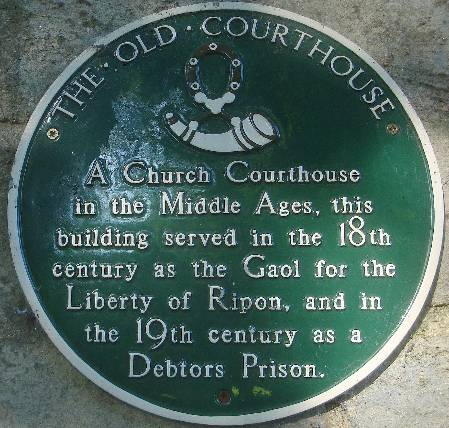 THE · OLD · COURTHOUSE
A Church Courthouse
in the Middle Ages, this
building served in the 18th
century as the Gaol for the
Liberty of Ripon, and in
the 19th century as a
Debtors Prison.